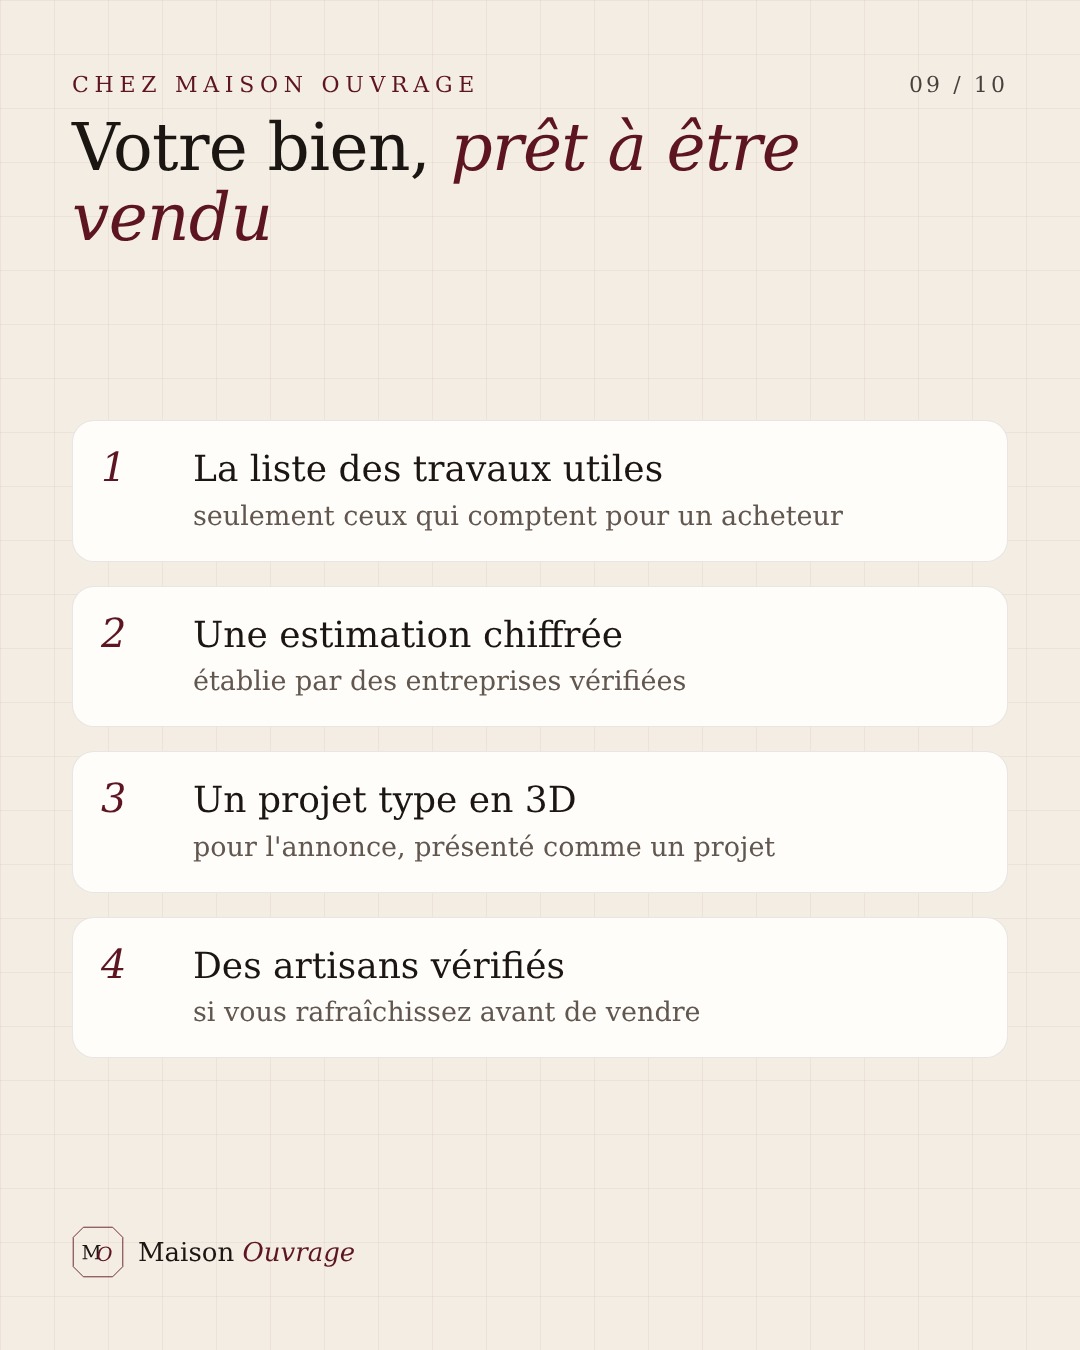 CHEZ MAISON OUVRAGE
09 / 10
Votre bien, prêt à être
vendu
1
La liste des travaux utiles
seulement ceux qui comptent pour un acheteur
2
Une estimation chiffrée
établie par des entreprises vérifiées
3
Un projet type en 3D
pour l'annonce, présenté comme un projet
4
Des artisans vérifiés
si vous rafraîchissez avant de vendre
MO
Maison Ouvrage